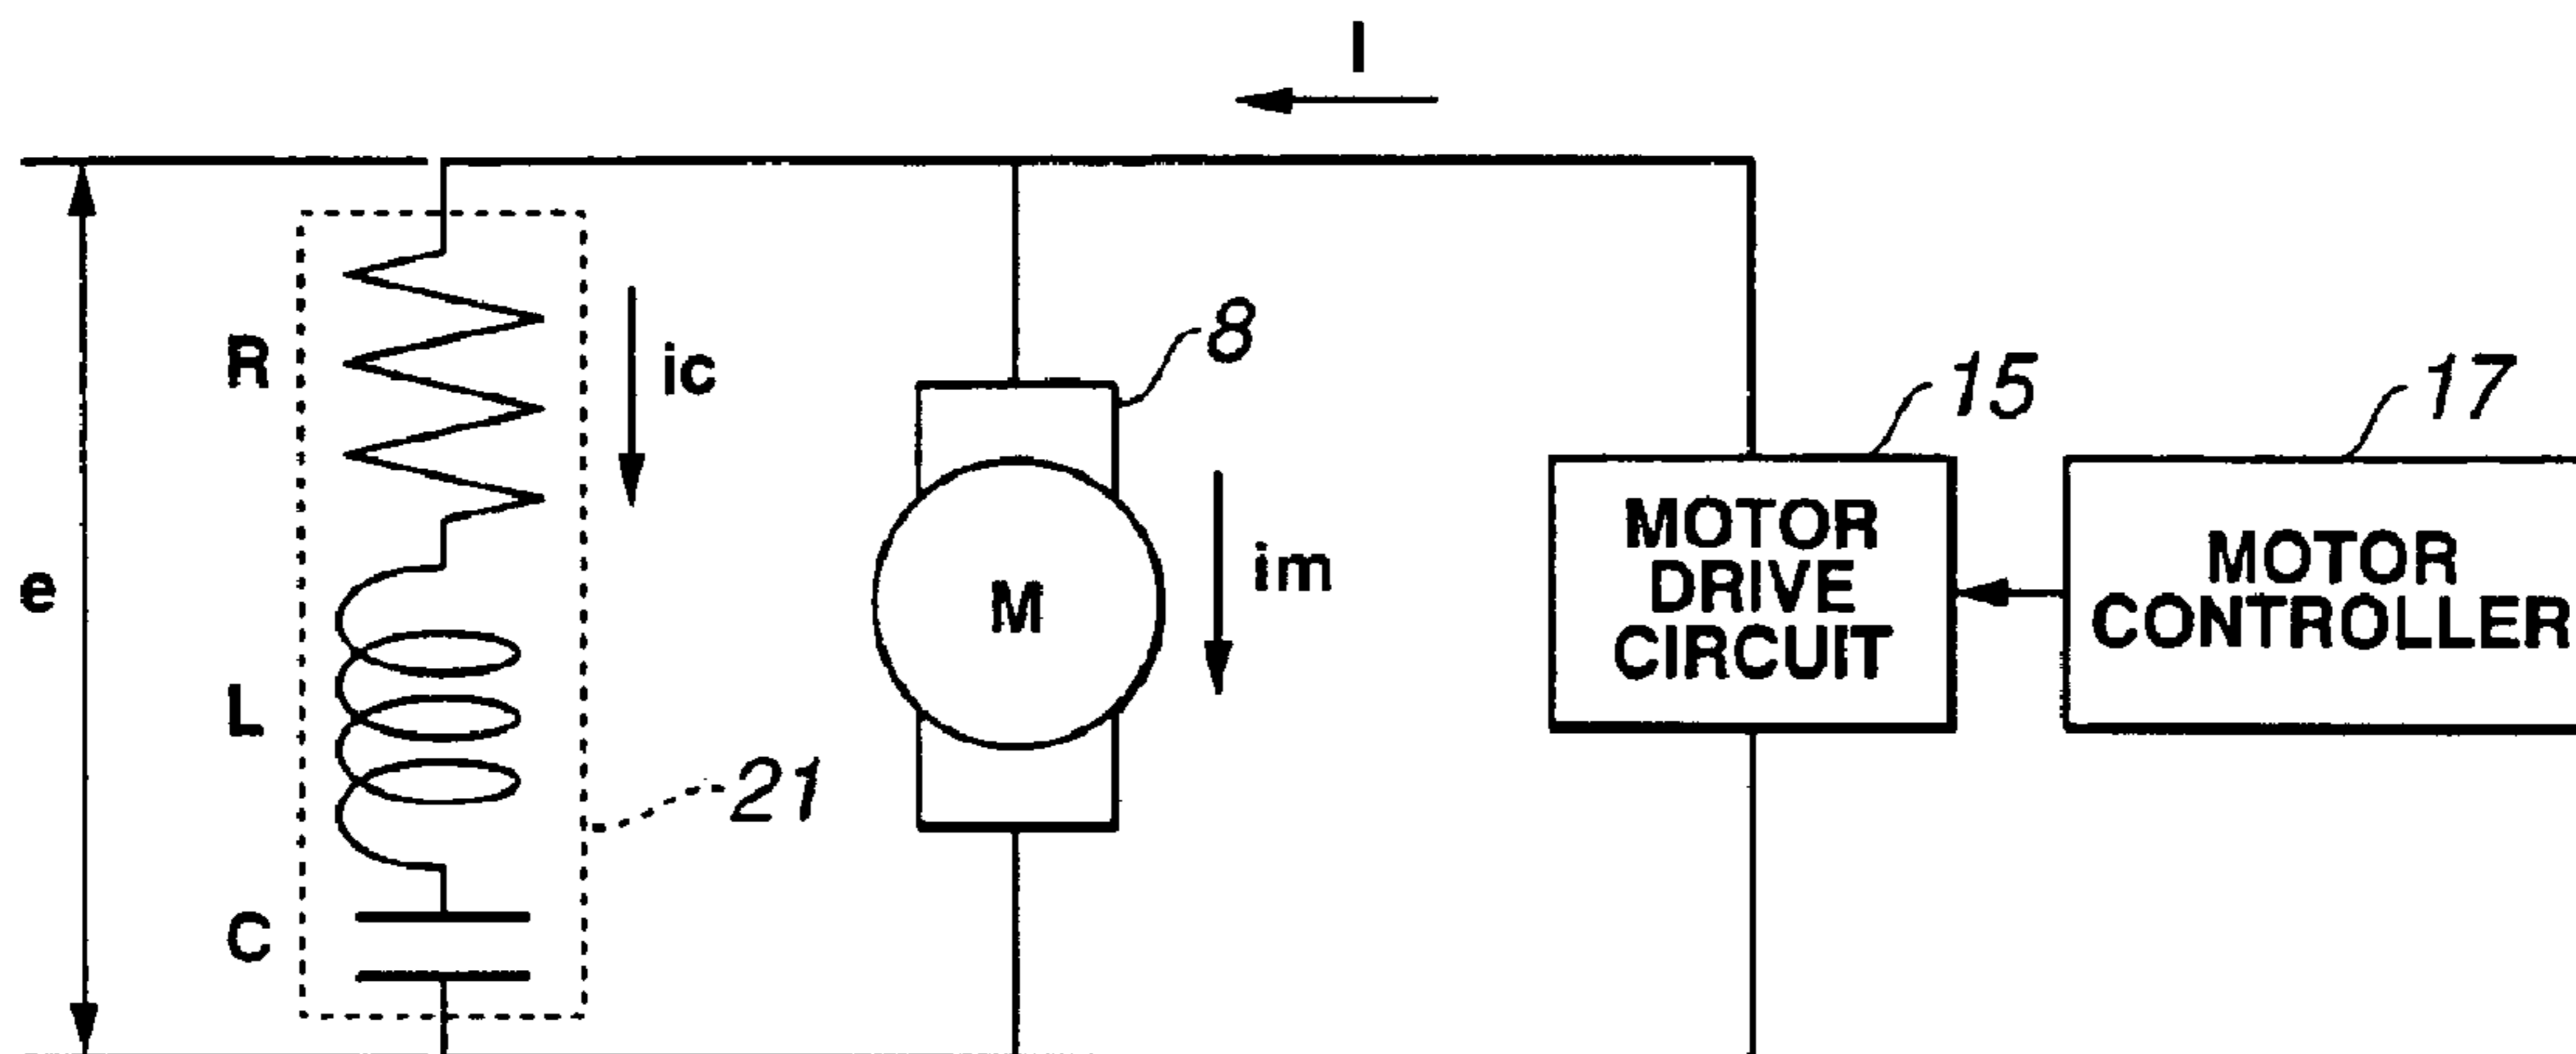 I
8
R
ic
15
17
MOTOR
DRIVE
CIRCUIT
MOTOR
CONTROLLER
e
M
im
L
21
C